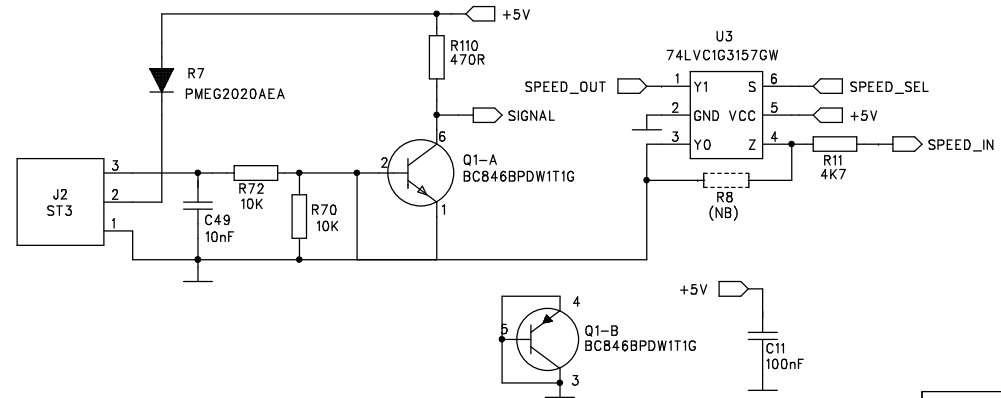 +5V
R7
PMEG2020AEA
R110
470R
SIGNAL
U3
74LVC1G3157GW
SPEED_OUT
1 Y1 S 6
SPEED_SEL
2 GND VCC 5
+5V
3 Y0 Z 4
SPEED_IN
R11
4K7
R8
(NB)
J2
ST3
3
2
1
C49
10nF
R72
10K
R70
10K
2
6
1
Q1-A
BC846BPDW1T1G
4
5
3
Q1-B
BC846BPDW1T1G
+5V
C11
100nF